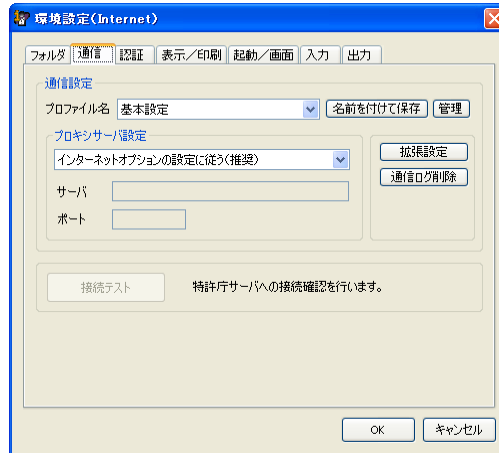 環境設定(Internet)
フォルダ 通信 認証 表示/印刷 起動/画面 入力 出力
通信設定
プロファイル名 基本設定 名前を付けて保存 管理
プロキシサーバ設定
インターネットオプションの設定に従う(推奨)
拡張設定
通信ログ削除
サーバ
ポート
接続テスト 特許庁サーバへの接続確認を行います。
OK キャンセル